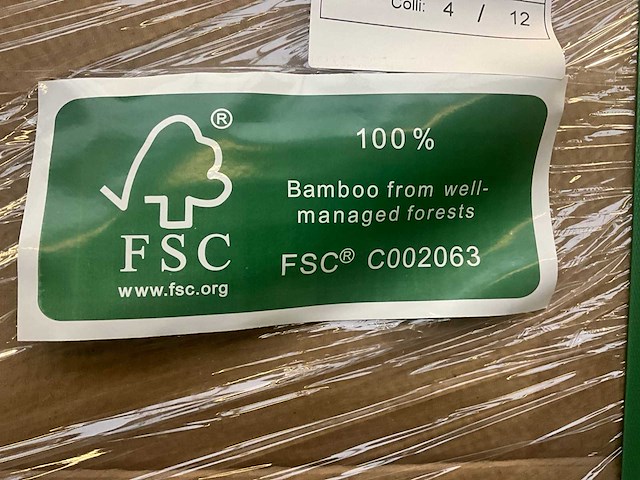 Colli: 4 / 12
®
100%
Bamboo from well-
managed forests
FSC
www.fsc.org
FSC® C002063